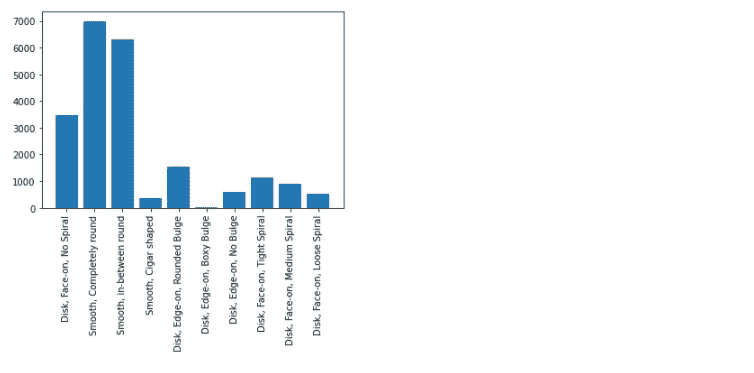 7000
6000
5000
4000
3000
2000
1000
0
Disk, Face-on, No Spiral
Smooth, Completely round
Smooth, in-between round
Smooth, Cigar shaped
Disk, Edge-on, Rounded Bulge
Disk, Edge-on, Boxy Bulge
Disk, Edge-on, No Bulge
Disk, Face-on, Tight Spiral
Disk, Face-on, Medium Spiral
Disk, Face-on, Loose Spiral